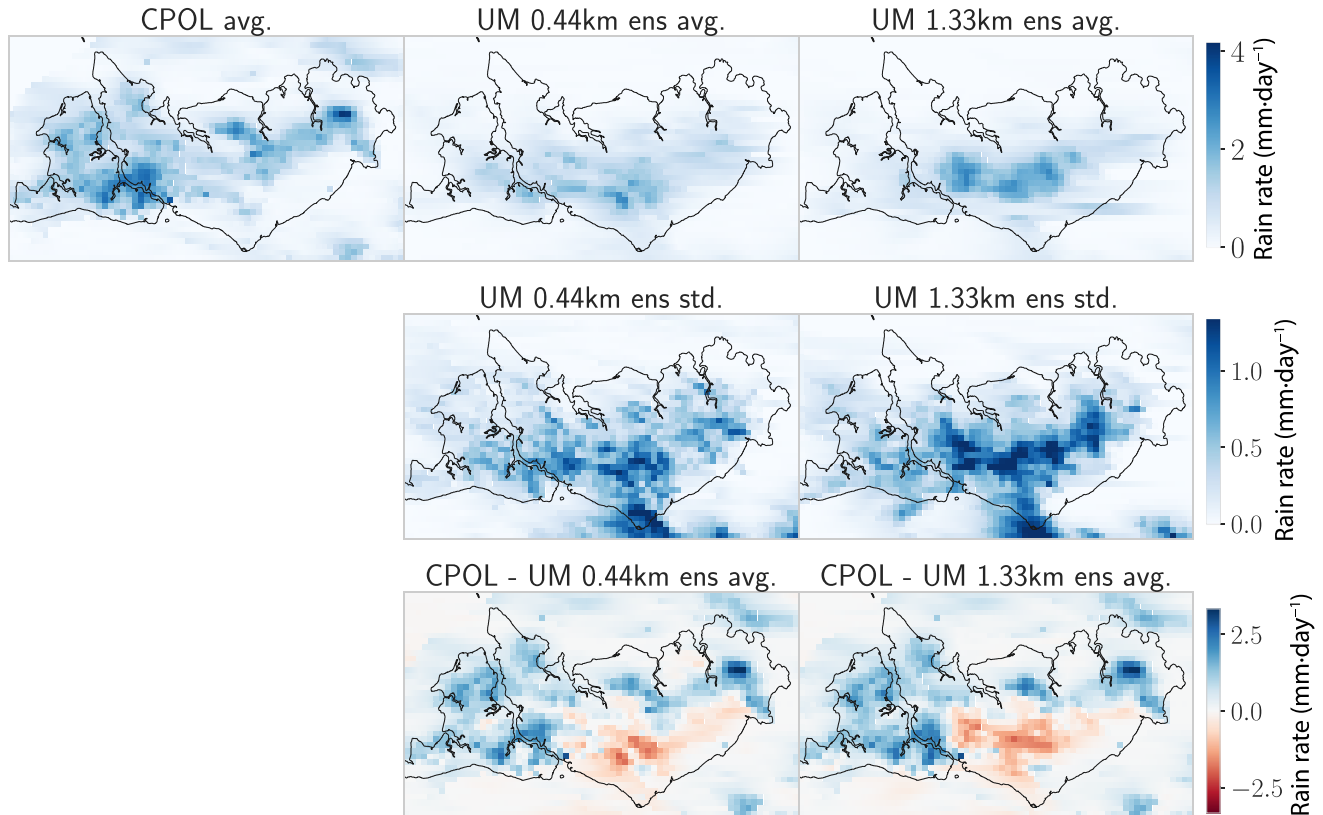 CPOL avg.
UM 0.44km ens avg.
UM 1.33km ens avg.
4
2
0
Rain rate (mm·day⁻¹)
UM 0.44km ens std.
UM 1.33km ens std.
1.0
0.5
0.0
Rain rate (mm·day⁻¹)
CPOL - UM 0.44km ens avg.
CPOL - UM 1.33km ens avg.
2.5
0.0
−2.5
Rain rate (mm·day⁻¹)